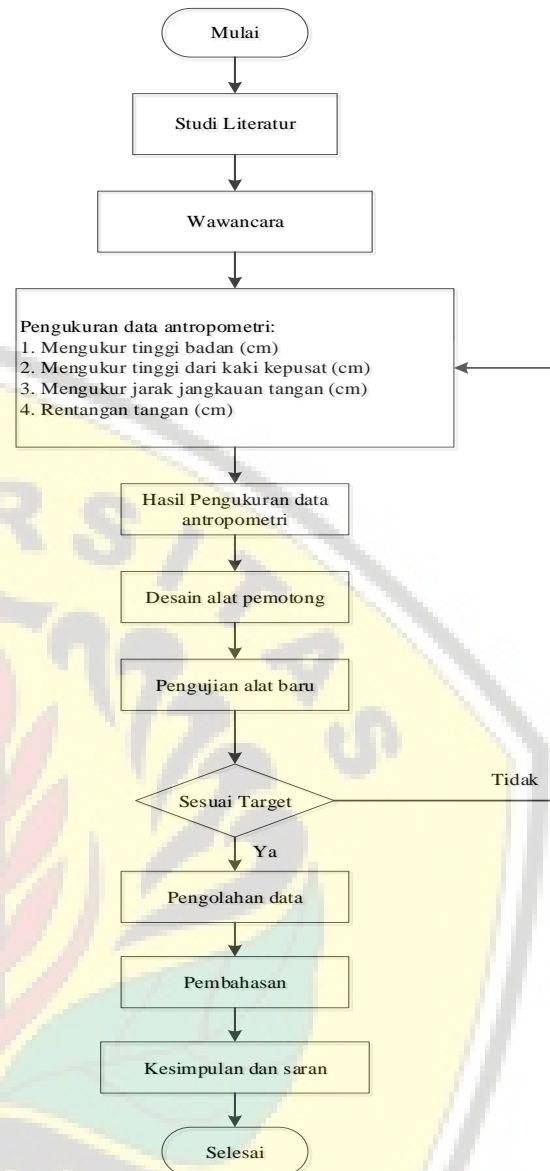 Mulai
Studi Literatur
Wawancara
Pengukuran data antropometri:
1. Mengukur tinggi badan (cm)
2. Mengukur tinggi dari kaki kepusat (cm)
3. Mengukur jarak jangkauan tangan (cm)
4. Rentangan tangan (cm)
Hasil Pengukuran data
antropometri
Desain alat pemotong
Pengujian alat baru
Sesuai Target
Tidak
Ya
Pengolahan data
Pembahasan
Kesimpulan dan saran
Selesai
RSITAS